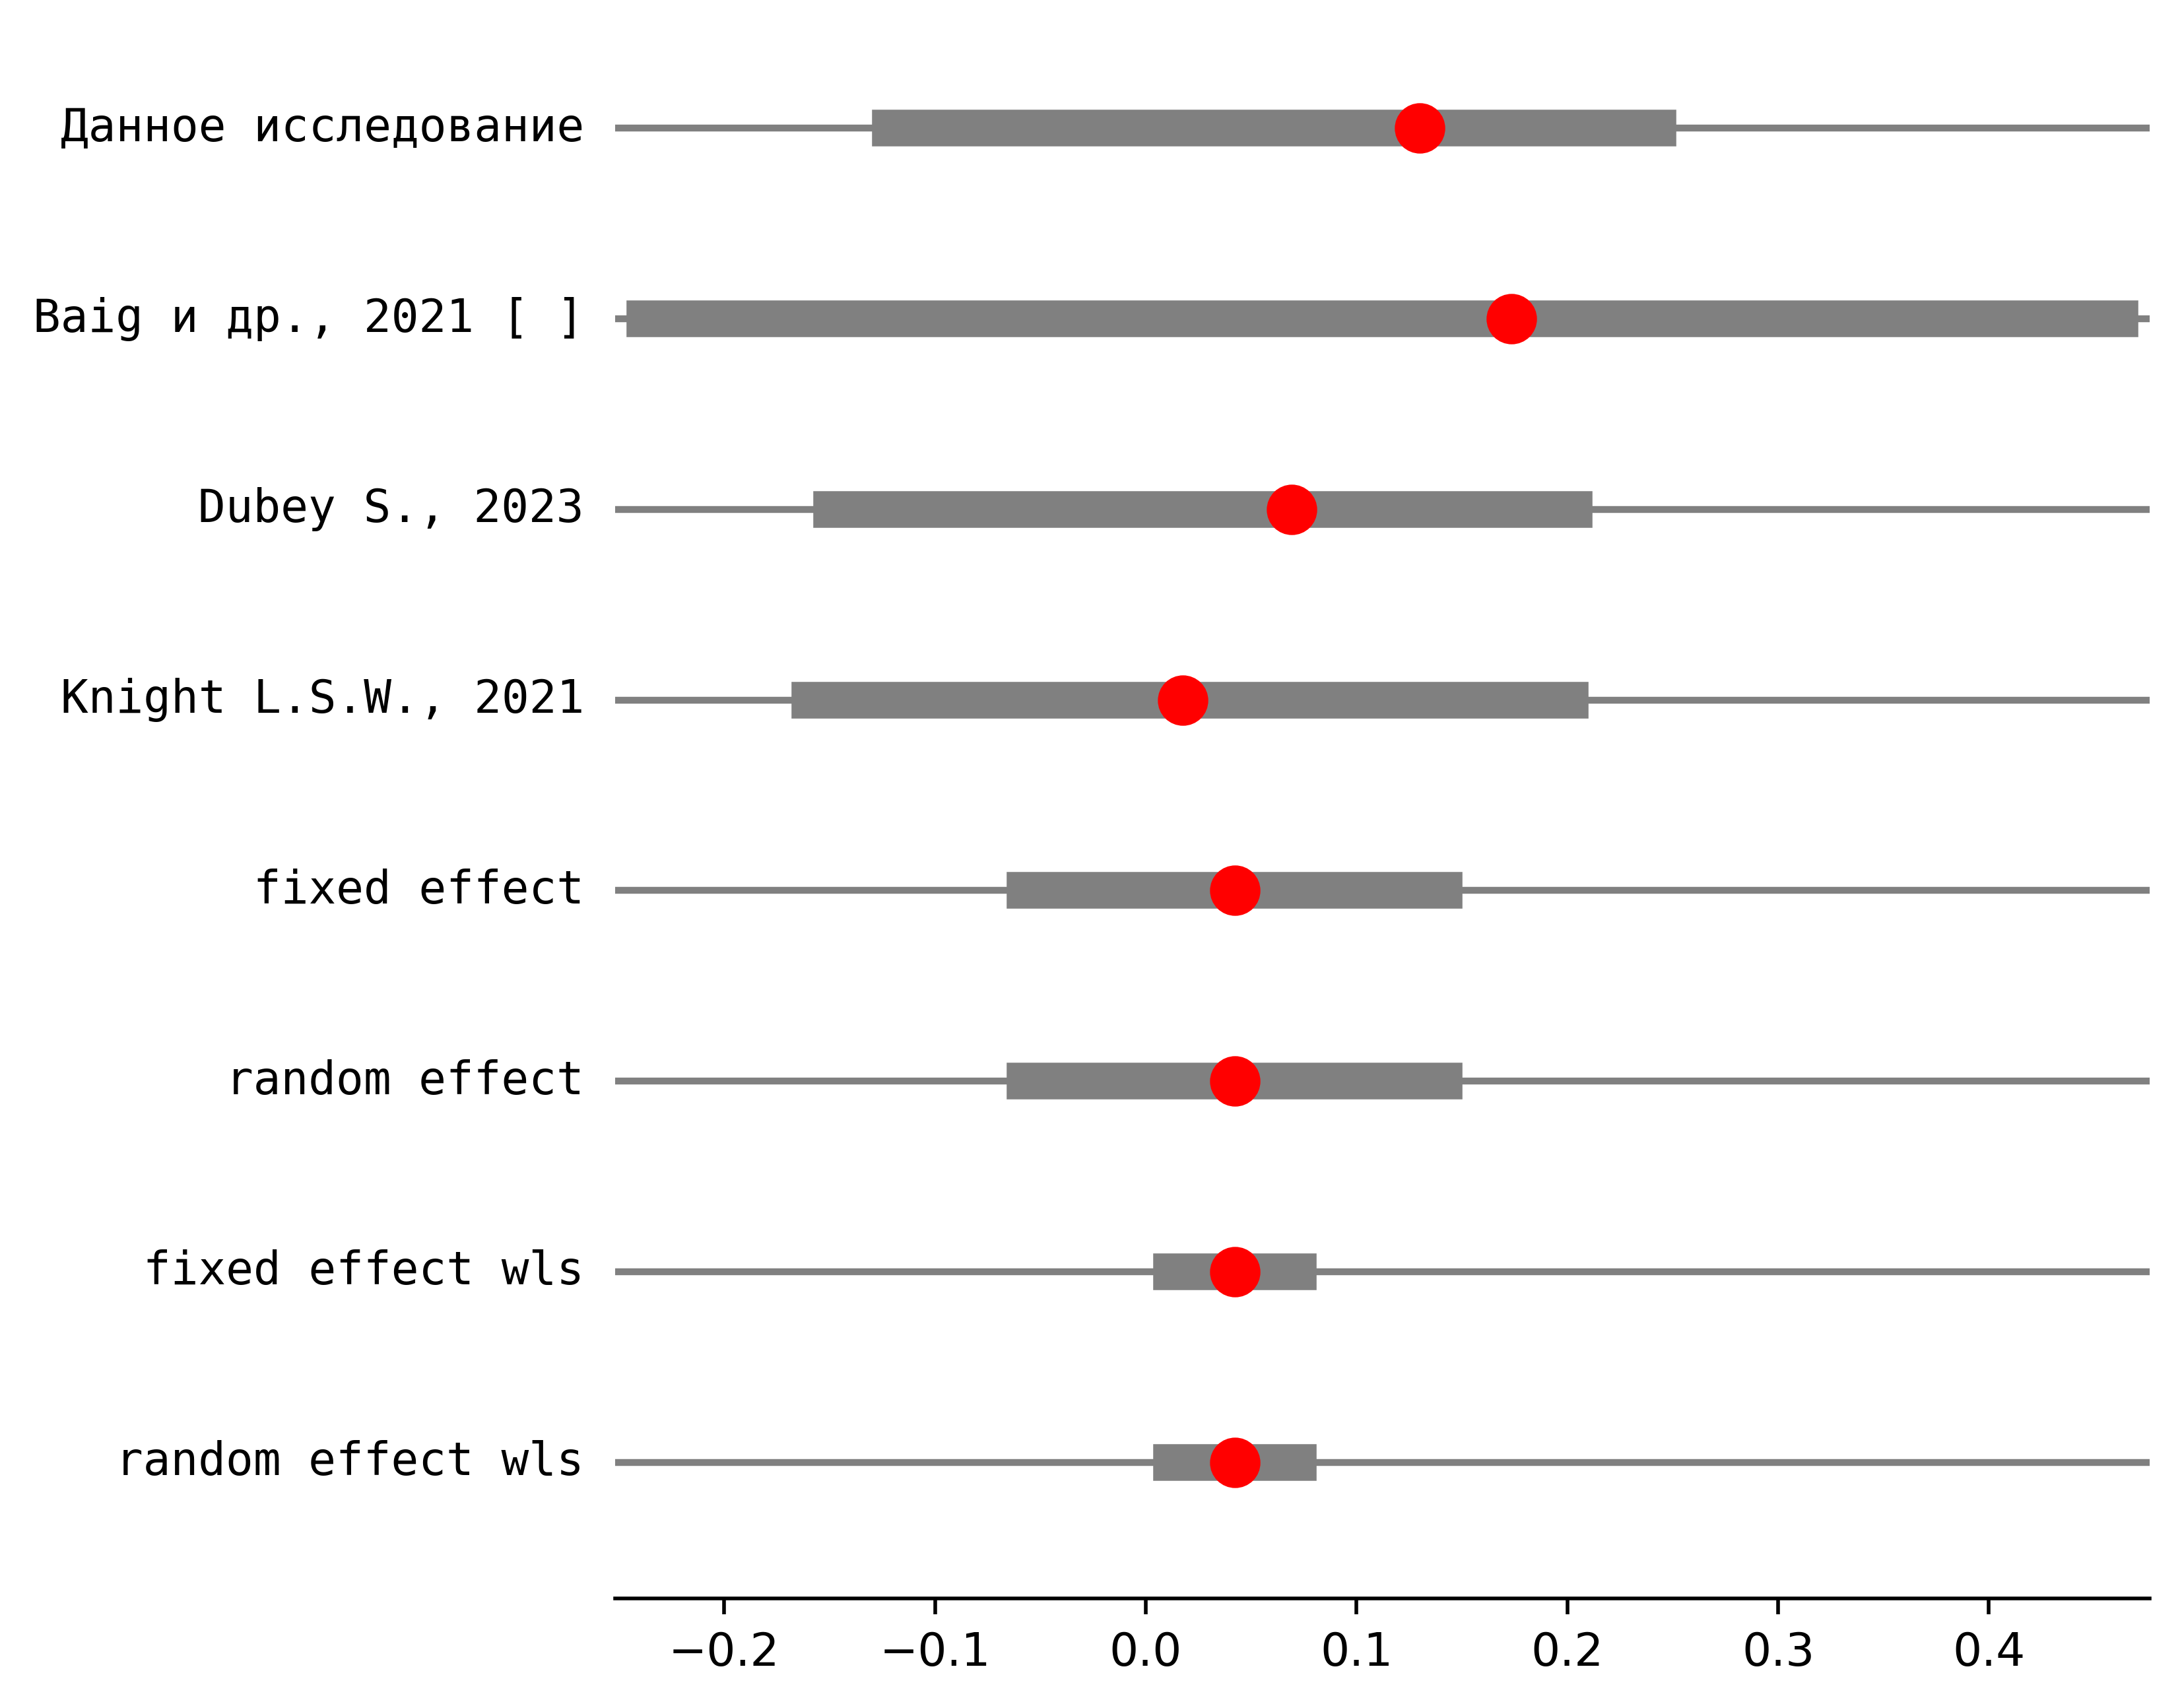 Данное исследование
Baig и др., 2021 [ ]
Dubey S., 2023
Knight L.S.W., 2021
fixed effect
random effect
fixed effect wls
random effect wls
−0.2 −0.1 0.0 0.1 0.2 0.3 0.4